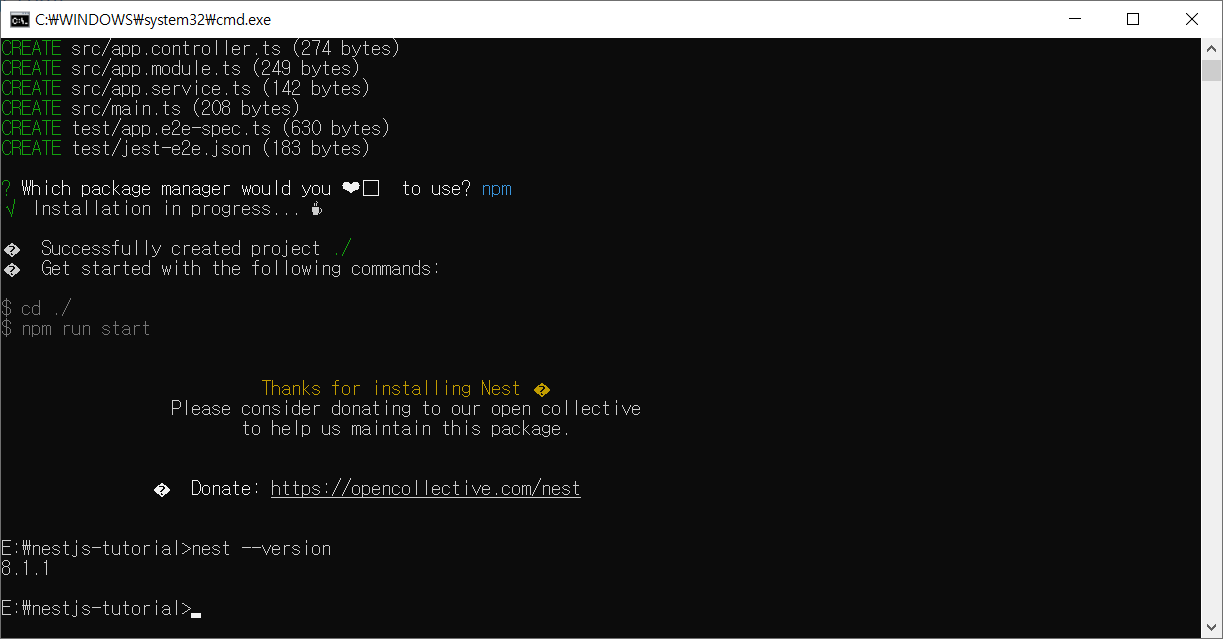 C:₩WINDOWS₩system32₩cmd.exe
CREATE src/app.controller.ts (274 bytes)
CREATE src/app.module.ts (249 bytes)
CREATE src/app.service.ts (142 bytes)
CREATE src/main.ts (208 bytes)
CREATE test/app.e2e-spec.ts (630 bytes)
CREATE test/jest-e2e.json (183 bytes)
? Which package manager would you ❤□ to use? npm
√ Installation in progress... ☕
� Successfully created project ./
� Get started with the following commands:
$ cd ./
$ npm run start
Thanks for installing Nest �
Please consider donating to our open collective
to help us maintain this package.
� Donate: https://opencollective.com/nest
E:₩nestjs-tutorial>nest --version
8.1.1
E:₩nestjs-tutorial>